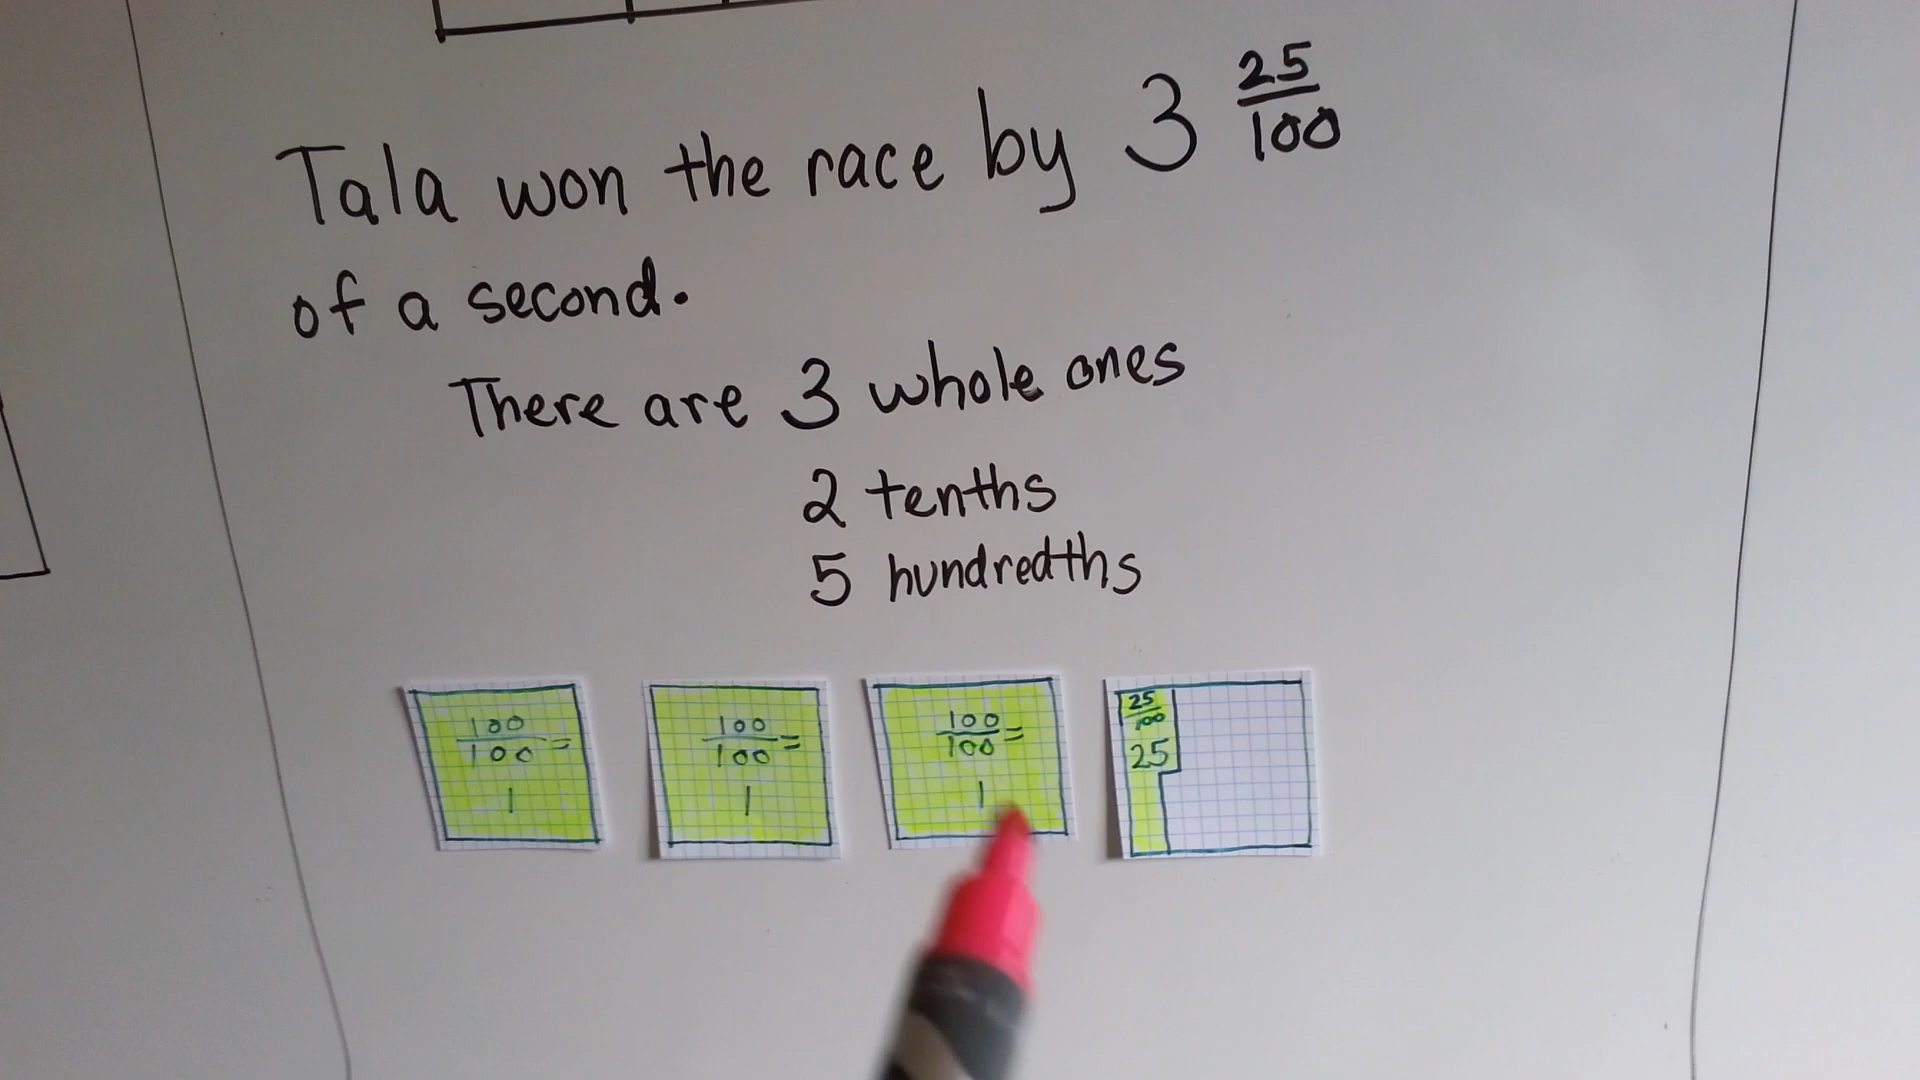 Tala won the race by 3 25/100
of a second.
There are 3 whole ones
2 tenths
5 hundredths
100/100 =
1
100/100 =
1
100/100 =
1
25/100
25